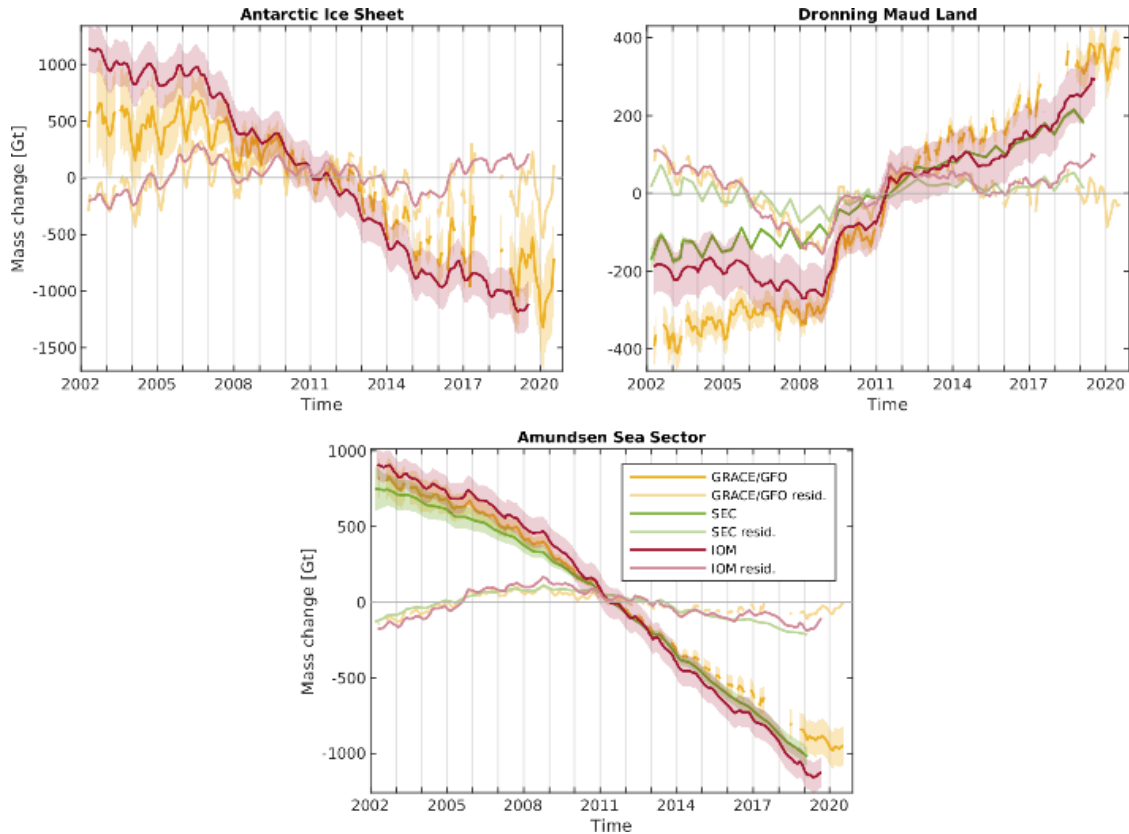 Antarctic Ice Sheet
Mass change [Gt]
1000
500
0
-500
-1000
-1500
2002 2005 2008 2011 2014 2017 2020
Time
Dronning Maud Land
400
200
0
-200
-400
2002 2005 2008 2011 2014 2017 2020
Time
Amundsen Sea Sector
Mass change [Gt]
1000
500
0
-500
-1000
GRACE/GFO
GRACE/GFO resid.
SEC
SEC resid.
IOM
IOM resid.
2002 2005 2008 2011 2014 2017 2020
Time